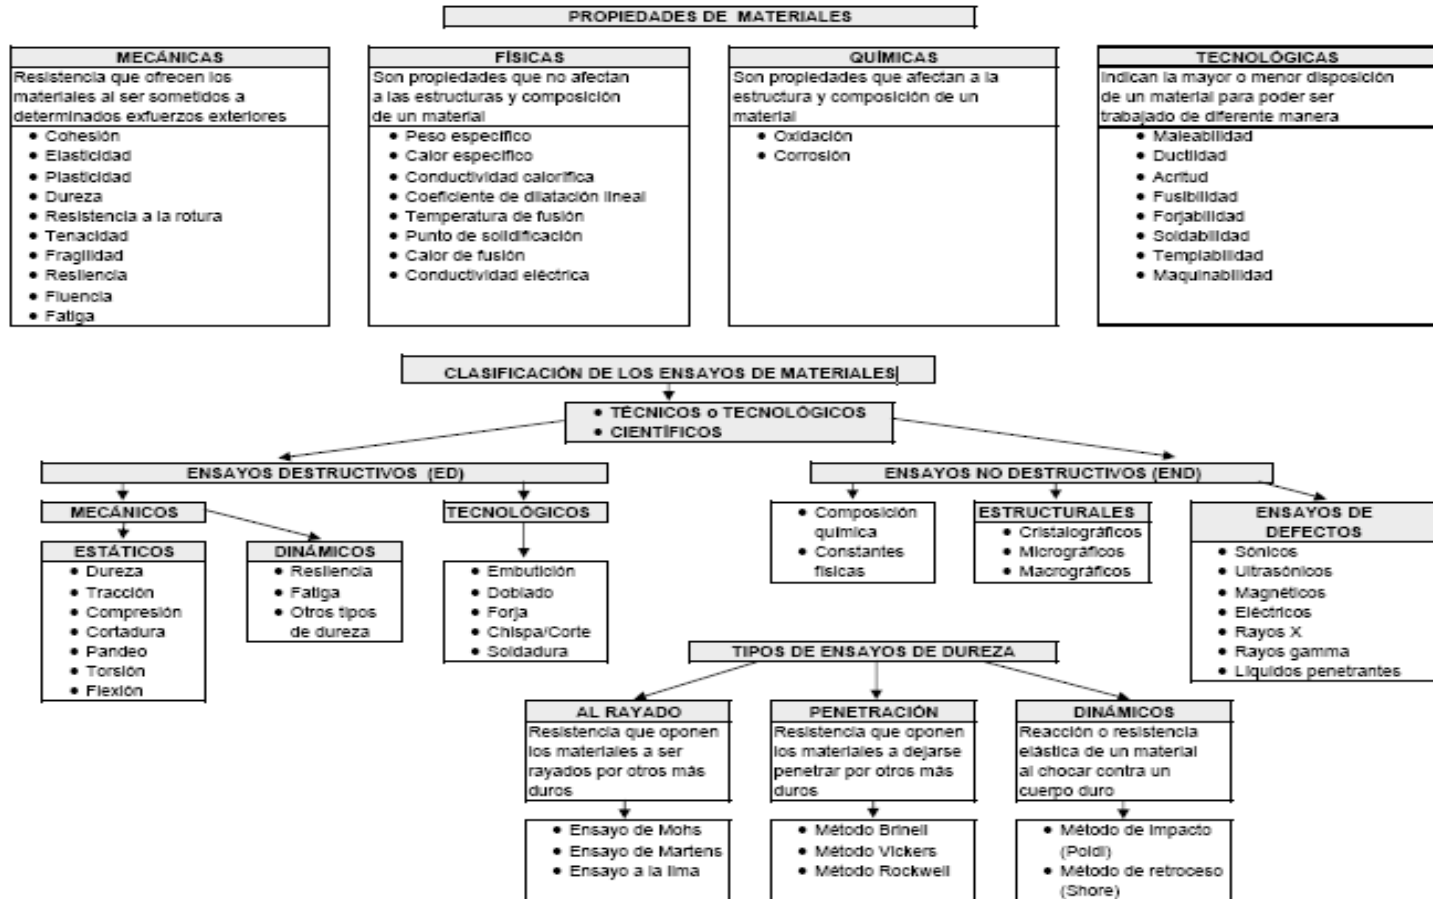 PROPIEDADES DE MATERIALES
MECÁNICAS
Resistencia que ofrecen los
materiales al ser sometidos a
determinados exfuerzos exteriores
• Cohesión
• Elasticidad
• Plasticidad
• Dureza
• Resistencia a la rotura
• Tenacidad
• Fragilidad
• Resliencia
• Fluencia
• Fatiga
FÍSICAS
Son propiedades que no afectan
a las estructuras y composición
de un material
• Peso específico
• Calor específico
• Conductividad calorífica
• Coeficiente de dilatación lineal
• Temperatura de fusión
• Punto de solidificación
• Calor de fusión
• Conductividad eléctrica
QUÍMICAS
Son propiedades que afectan a la
estructura y composición de un
material
• Oxidación
• Corrosión
TECNOLÓGICAS
Indican la mayor o menor disposición
de un material para poder ser
trabajado de diferente manera
• Maleabilidad
• Ductilidad
• Acritud
• Fusibilidad
• Forjabilidad
• Soldabilidad
• Templabilidad
• Maquinabilidad
CLASIFICACIÓN DE LOS ENSAYOS DE MATERIALES
• TÉCNICOS o TECNOLÓGICOS
• CIENTÍFICOS
ENSAYOS DESTRUCTIVOS (ED)
MECÁNICOS
ESTÁTICOS
• Dureza
• Tracción
• Compresión
• Cortadura
• Pandeo
• Torsión
• Flexión
DINÁMICOS
• Resliencia
• Fatiga
• Otros tipos
de dureza
TECNOLÓGICOS
• Embutición
• Doblado
• Forja
• Chispa/Corte
• Soldadura
ENSAYOS NO DESTRUCTIVOS (END)
• Composición
química
• Constantes
físicas
ESTRUCTURALES
• Cristalográficos
• Micrográficos
• Macrográficos
ENSAYOS DE
DEFECTOS
• Sónicos
• Ultrasónicos
• Magnéticos
• Eléctricos
• Rayos X
• Rayos gamma
• Líquidos penetrantes
TIPOS DE ENSAYOS DE DUREZA
AL RAYADO
Resistencia que oponen
los materiales a ser
rayados por otros más
duros
• Ensayo de Mohs
• Ensayo de Martens
• Ensayo a la lima
PENETRACIÓN
Resistencia que oponen
los materiales a dejarse
penetrar por otros más
duros
• Método Brinell
• Método Vickers
• Método Rockwell
DINÁMICOS
Reacción o resistencia
elástica de un material
al chocar contra un
cuerpo duro
• Método de impacto
(Poldi)
• Método de retroceso
(Shore)